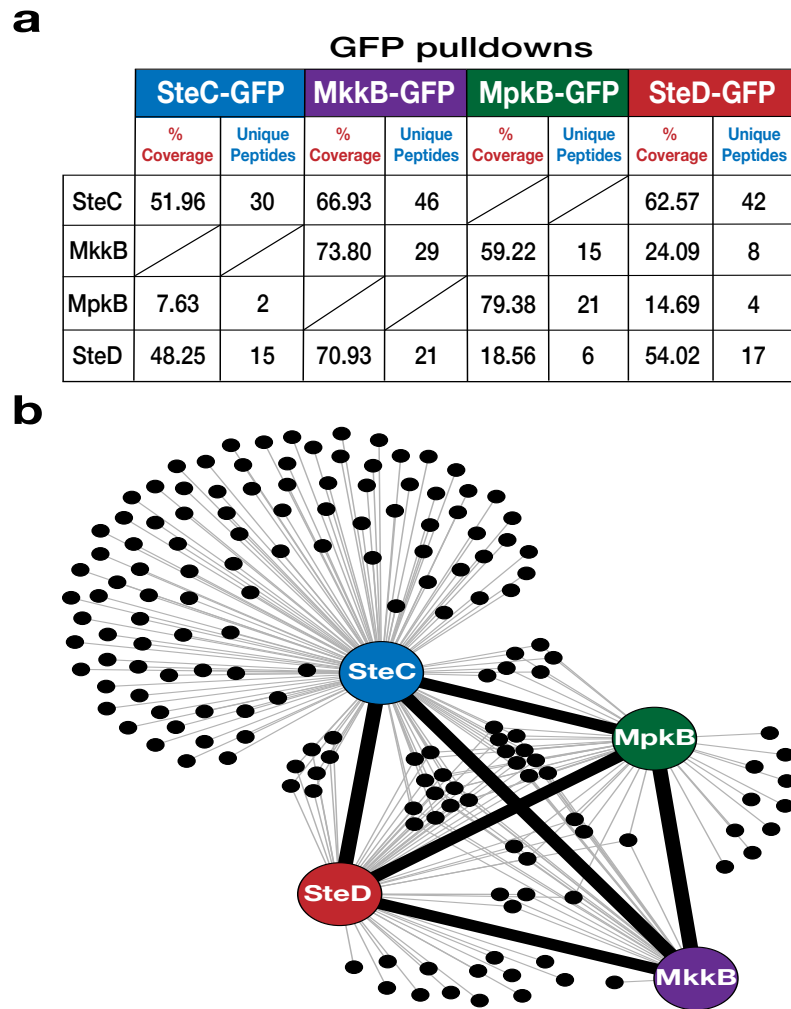 a
GFP pulldowns
SteC-GFP MkkB-GFP MpkB-GFP SteD-GFP
% Coverage Unique Peptides % Coverage Unique Peptides % Coverage Unique Peptides % Coverage Unique Peptides
SteC 51.96 30 66.93 46 62.57 42
MkkB 73.80 29 59.22 15 24.09 8
MpkB 7.63 2 79.38 21 14.69 4
SteD 48.25 15 70.93 21 18.56 6 54.02 17
b
SteC
MpkB
SteD
MkkB